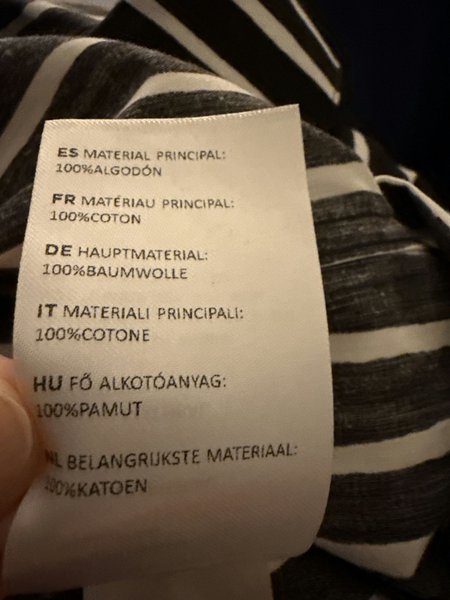 ES MATERIAL PRINCIPAL:
100%ALGODÓN
FR MATÉRIAU PRINCIPAL:
100%COTON
DE HAUPTMATERIAL:
100%BAUMWOLLE
IT MATERIALI PRINCIPALI:
100%COTONE
HU FŐ ALKOTÓANYAG:
100%PAMUT
NL BELANGRIJKSTE MATERIAAL:
100%KATOEN